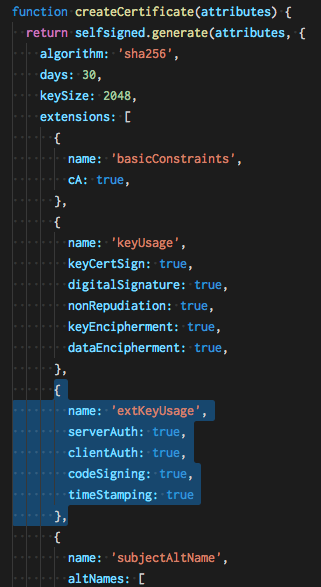 function createCertificate(attributes) {
return selfsigned.generate(attributes, {
algorithm: 'sha256',
days: 30,
keySize: 2048,
extensions: [
{
name: 'basicConstraints',
cA: true,
},
{
name: 'keyUsage',
keyCertSign: true,
digitalSignature: true,
nonRepudiation: true,
keyEncipherment: true,
dataEncipherment: true,
},
{
name: 'extKeyUsage',
serverAuth: true,
clientAuth: true,
codeSigning: true,
timeStamping: true
},
{
name: 'subjectAltName',
altNames: [